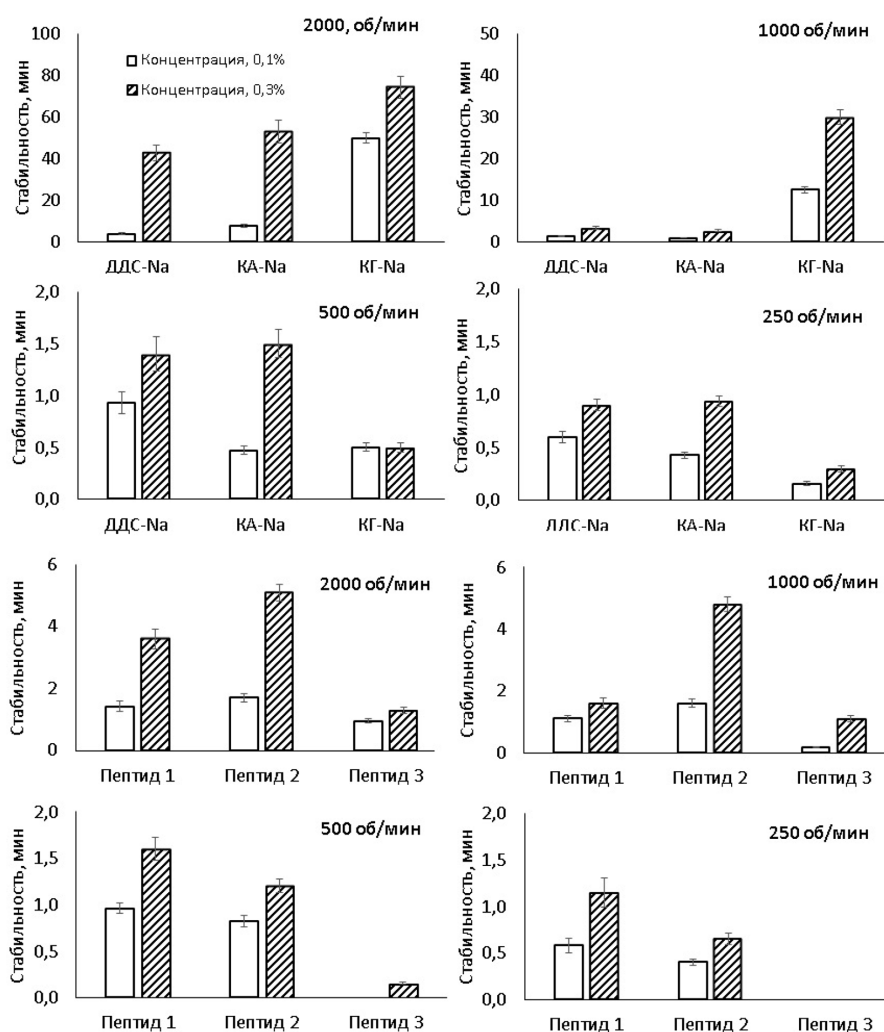 2000, об/мин
Стабильность, мин
100
80
60
40
20
0
Концентрация, 0,1%
Концентрация, 0,3%
ДДС-Na КА-Na КГ-Na
1000 об/мин
Стабильность, мин
50
40
30
20
10
0
ДДС-Na КА-Na КГ-Na
500 об/мин
Стабильность, мин
2,0
1,5
1,0
0,5
0,0
ДДС-Na КА-Na КГ-Na
250 об/мин
Стабильность, мин
2,0
1,5
1,0
0,5
0,0
ДДС-Na КА-Na КГ-Na
2000 об/мин
Стабильность, мин
6
4
2
0
Пептид 1 Пептид 2 Пептид 3
1000 об/мин
Стабильность, мин
6
4
2
0
Пептид 1 Пептид 2 Пептид 3
500 об/мин
Стабильность, мин
2,0
1,5
1,0
0,5
0,0
Пептид 1 Пептид 2 Пептид 3
250 об/мин
Стабильность, мин
2,0
1,5
1,0
0,5
0,0
Пептид 1 Пептид 2 Пептид 3